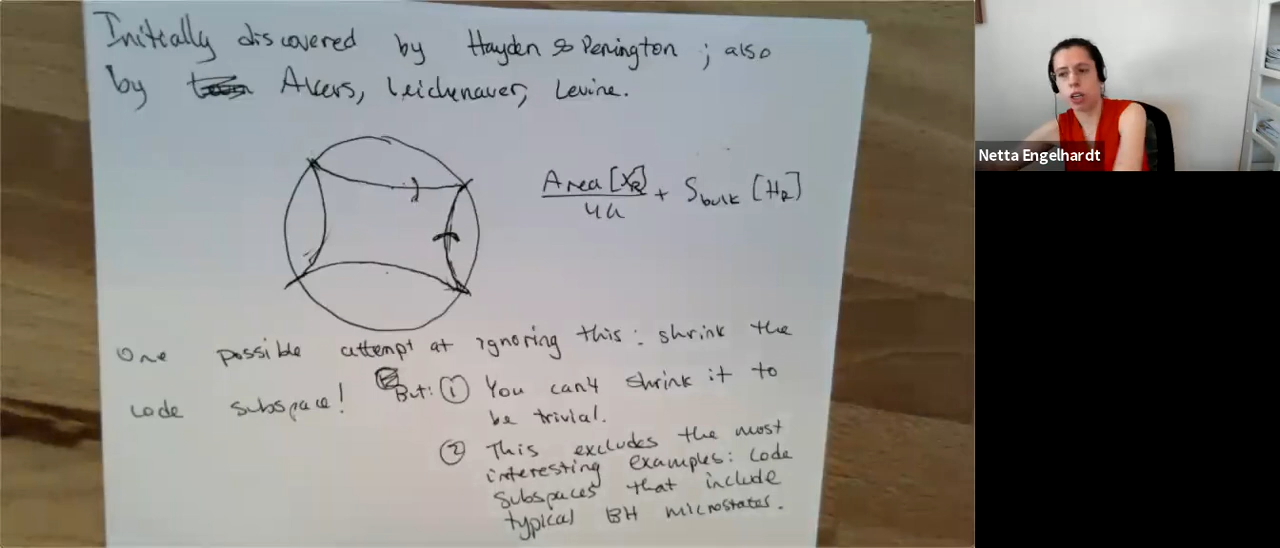 Initially discovered by Hayden & Penington ; also
by Akers, Leichenauer, Levine.
Area[X_R]/4G + S_bulk [H_R]
One possible attempt at ignoring this : shrink the
code subspace! But: ① You can't shrink it to
be trivial.
② This excludes the most
interesting examples: code
subspaces that include
typical BH microstates.
Netta Engelhardt